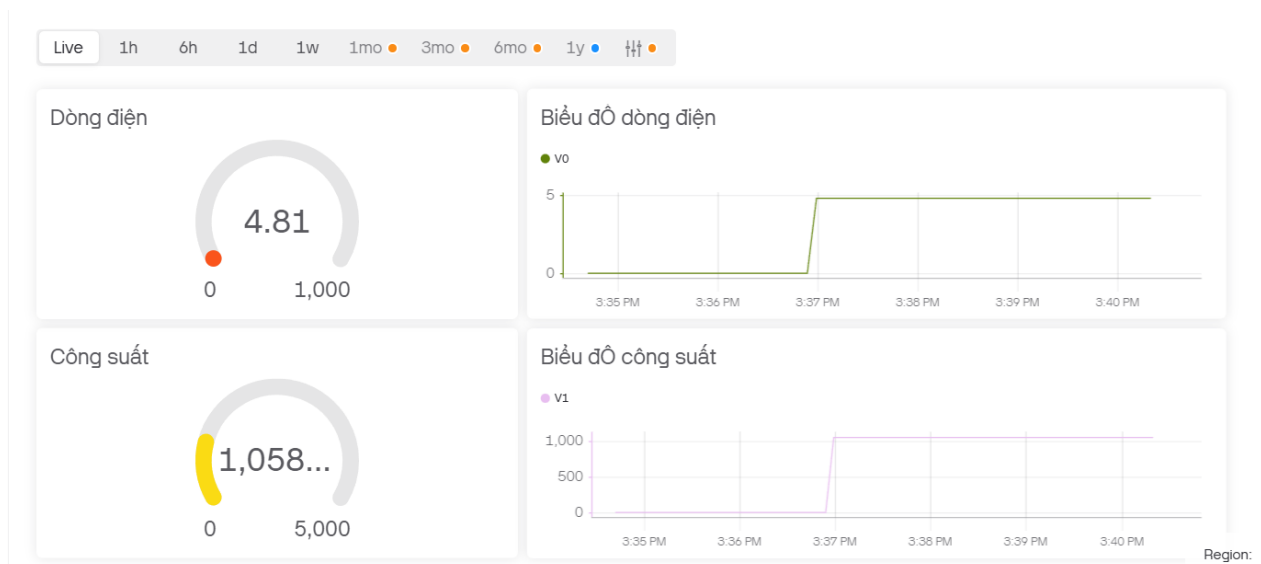 Live 1h 6h 1d 1w 1mo 3mo 6mo 1y
Dòng điện
4.81
0 1,000
Biểu đỒ dòng điện
V0
5
0
3:35 PM 3:36 PM 3:37 PM 3:38 PM 3:39 PM 3:40 PM
Công suất
1,058...
0 5,000
Biểu đỒ công suất
V1
1,000
500
0
3:35 PM 3:36 PM 3:37 PM 3:38 PM 3:39 PM 3:40 PM
Region: